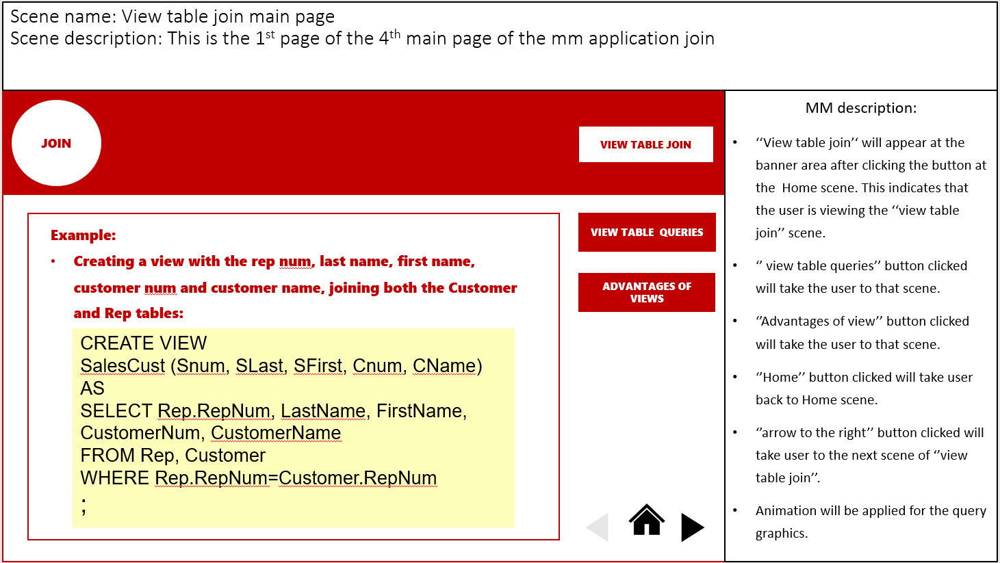 Scene name: View table join main page
Scene description: This is the 1st page of the 4th main page of the mm application join
JOIN
VIEW TABLE JOIN
Example:
• Creating a view with the rep num, last name, first name,
customer num and customer name, joining both the Customer
and Rep tables:
CREATE VIEW
SalesCust (Snum, SLast, SFirst, Cnum, CName)
AS
SELECT Rep.RepNum, LastName, FirstName,
CustomerNum, CustomerName
FROM Rep, Customer
WHERE Rep.RepNum=Customer.RepNum
;
VIEW TABLE  QUERIES
ADVANTAGES OF
VIEWS
MM description:
• ‘‘View table join’‘ will appear at the
banner area after clicking the button at
the  Home scene. This indicates that
the user is viewing the ‘‘view table
join’’ scene.
• ‘’ view table queries’’ button clicked
will take the user to that scene.
• ‘’Advantages of view’’ button clicked
will take the user to that scene.
• ‘’Home’’ button clicked will take user
back to Home scene.
• ‘’arrow to the right’’ button clicked will
take user to the next scene of ‘’view
table join’’.
• Animation will be applied for the query
graphics.